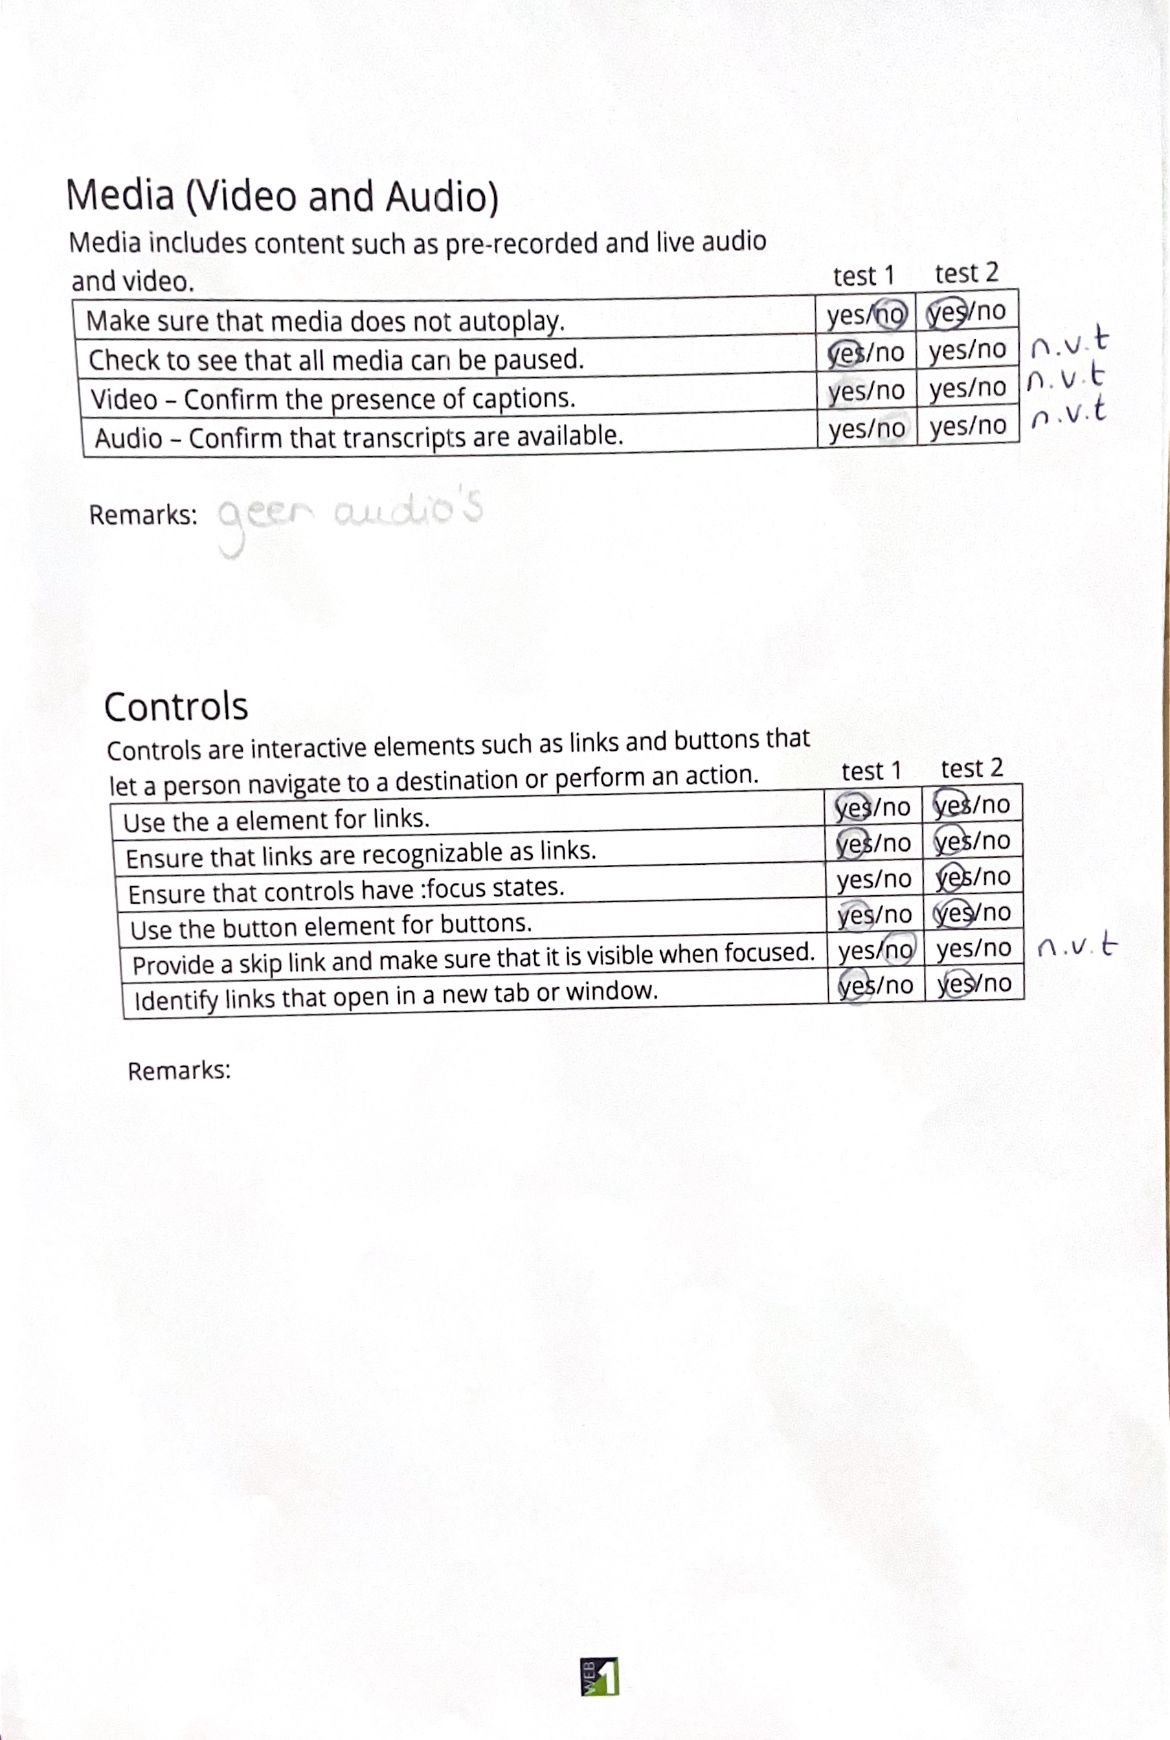 Media (Video and Audio)
Media includes content such as pre-recorded and live audio
and video. test 1 test 2
Make sure that media does not autoplay. yes/no yes/no
Check to see that all media can be paused. yes/no yes/no n.v.t
Video – Confirm the presence of captions. yes/no yes/no n.v.t
Audio – Confirm that transcripts are available. yes/no yes/no n.v.t
Remarks: geen audio's
Controls
Controls are interactive elements such as links and buttons that
let a person navigate to a destination or perform an action. test 1 test 2
Use the a element for links. yes/no yes/no
Ensure that links are recognizable as links. yes/no yes/no
Ensure that controls have :focus states. yes/no yes/no
Use the button element for buttons. yes/no yes/no
Provide a skip link and make sure that it is visible when focused. yes/no yes/no n.v.t
Identify links that open in a new tab or window. yes/no yes/no
Remarks:
WEB 1